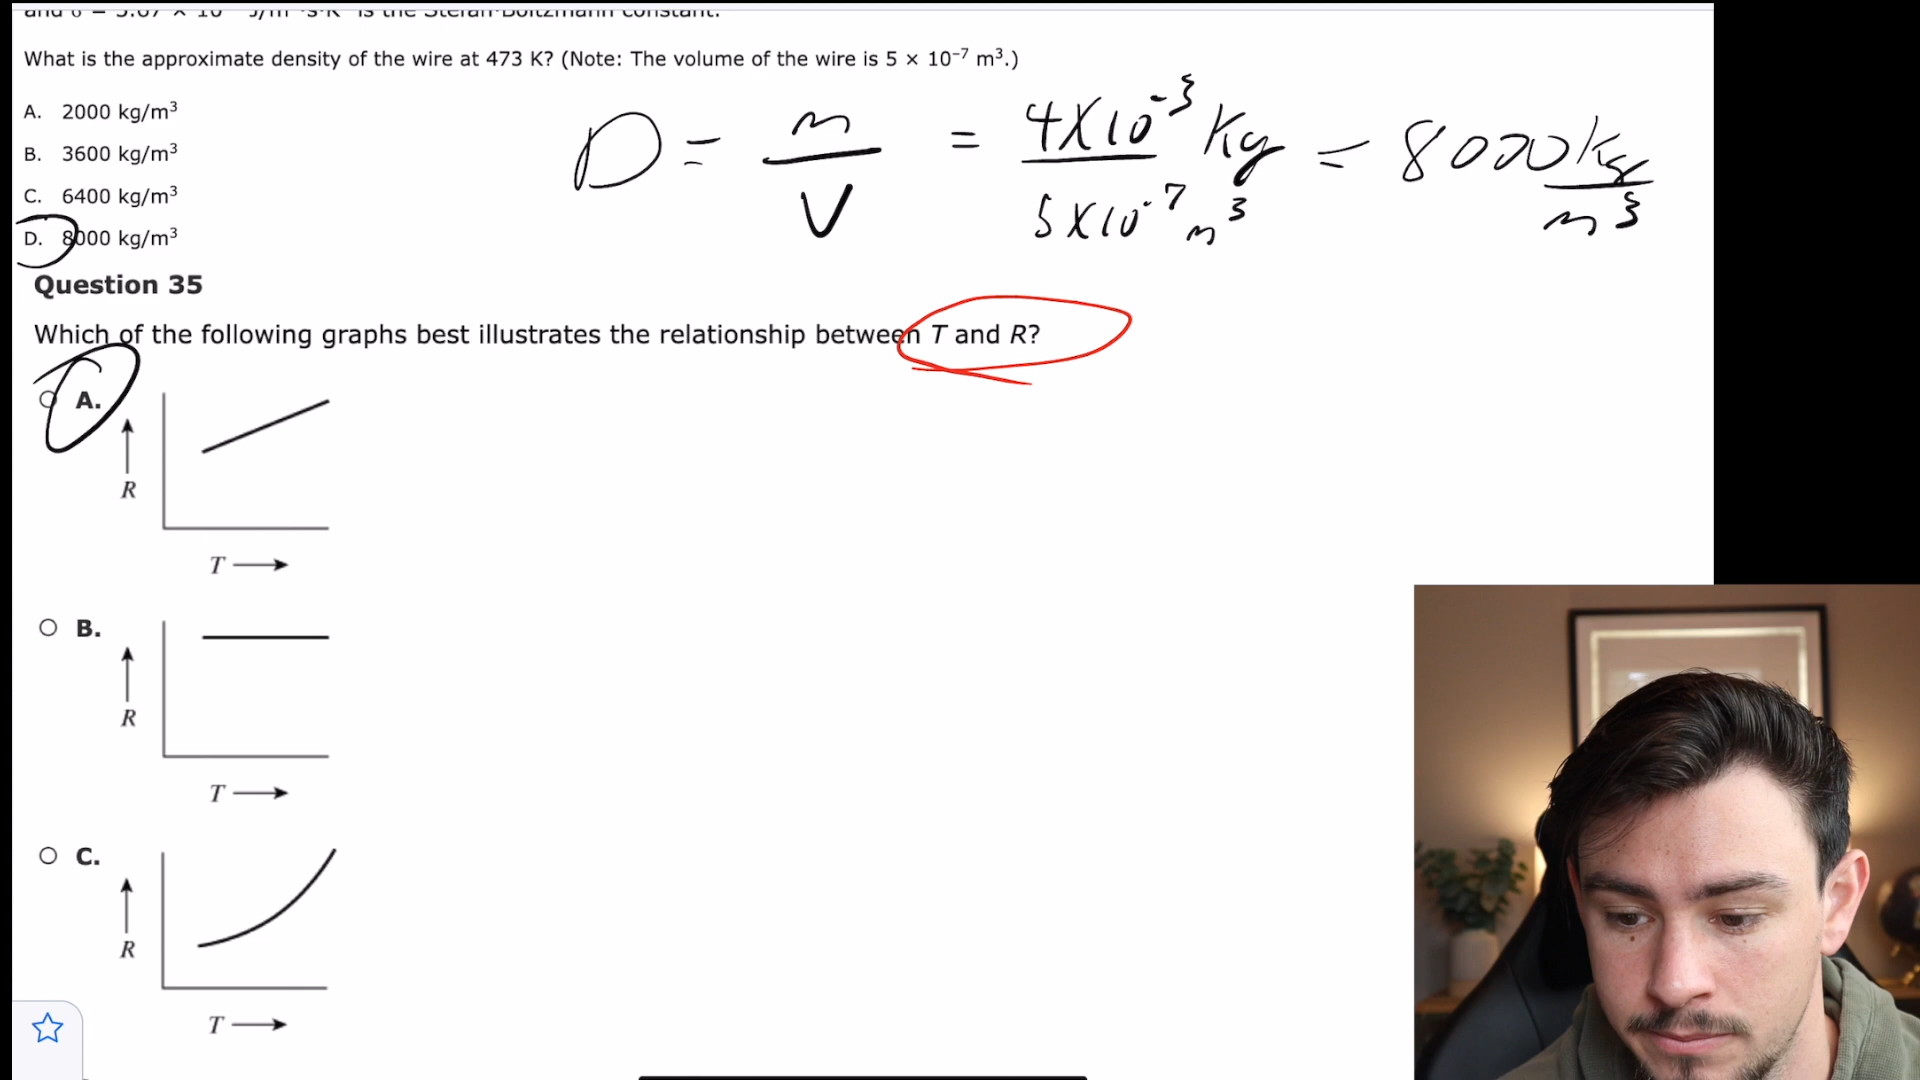 What is the approximate density of the wire at 473 K? (Note: The volume of the wire is 5 × 10⁻⁷ m³.)
A. 2000 kg/m³
B. 3600 kg/m³
C. 6400 kg/m³
D. 8000 kg/m³
D = m/V = 4X10⁻³ Kg / 5X10⁻⁷ m³ = 8000 Kg/m³
Question 35
Which of the following graphs best illustrates the relationship between T and R?
A.
R
T
B.
R
T
C.
R
T